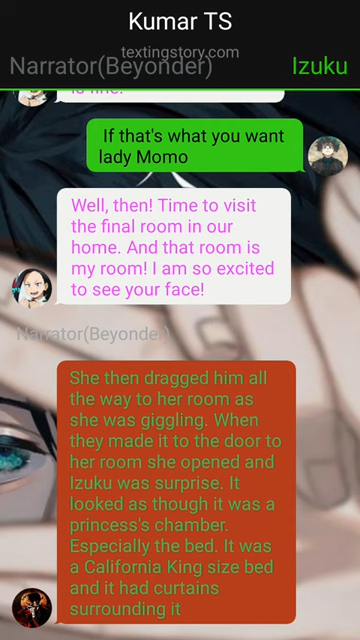 Kumar TS
textingstory.com
Narrator(Beyonder)
Izuku
is fine!
If that's what you want
lady Momo
Well, then! Time to visit
the final room in our
home. And that room is
my room! I am so excited
to see your face!
Narrator(Beyonder)
She then dragged him all
the way to her room as
she was giggling. When
they made it to the door to
her room she opened and
Izuku was surprise. It
looked as though it was a
princess's chamber.
Especially the bed. It was
a California King size bed
and it had curtains
surrounding it